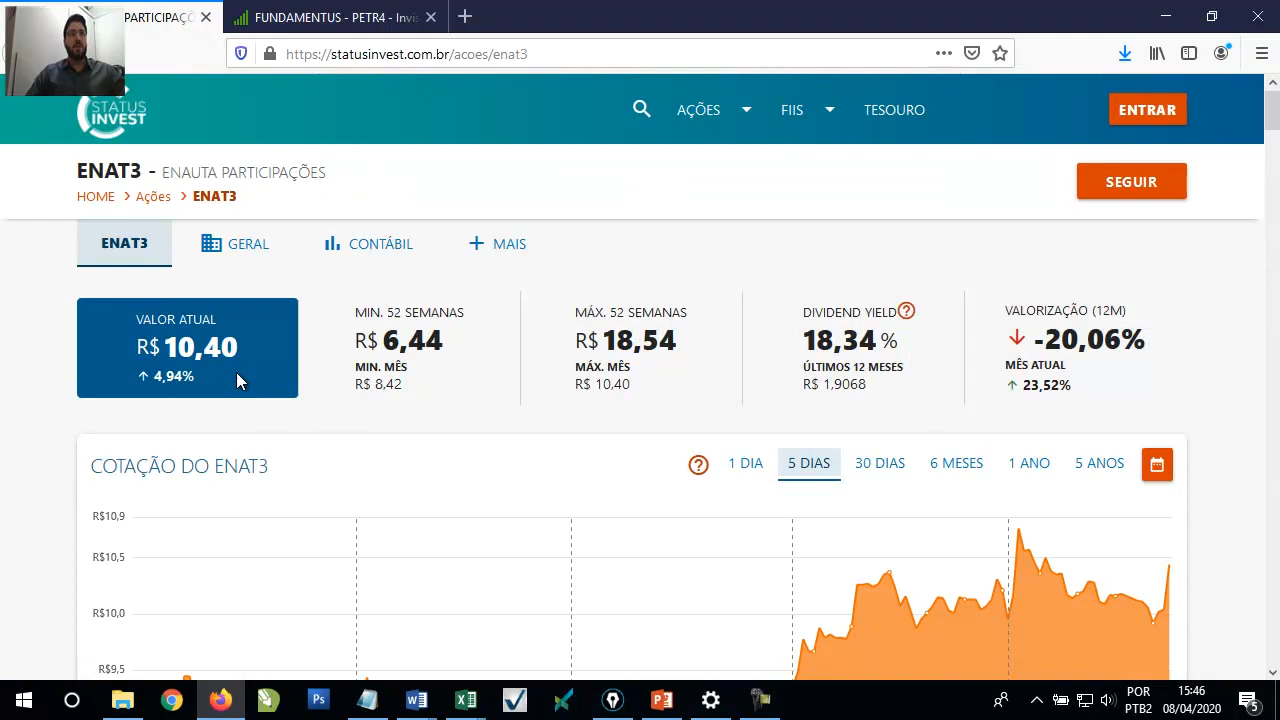 PARTICIPAÇÕ
FUNDAMENTUS - PETR4 - Invis
https://statusinvest.com.br/acoes/enat3
STATUS
INVEST
AÇÕES
FIIS
TESOURO
ENTRAR
ENAT3 - ENAUTA PARTICIPAÇÕES
HOME > Ações > ENAT3
SEGUIR
ENAT3
GERAL
CONTÁBIL
MAIS
VALOR ATUAL
R$ 10,40
4,94%
MIN. 52 SEMANAS
R$ 6,44
MIN. MÊS
R$ 8,42
MÁX. 52 SEMANAS
R$ 18,54
MÁX. MÊS
R$ 10,40
DIVIDEND YIELD
18,34 %
ÚLTIMOS 12 MESES
R$ 1,9068
VALORIZAÇÃO (12M)
-20,06%
MÊS ATUAL
23,52%
COTAÇÃO DO ENAT3
1 DIA
5 DIAS
30 DIAS
6 MESES
1 ANO
5 ANOS
R$10,9
R$10,5
R$10,0
R$9,5
POR
PTB2
15:46
08/04/2020
5